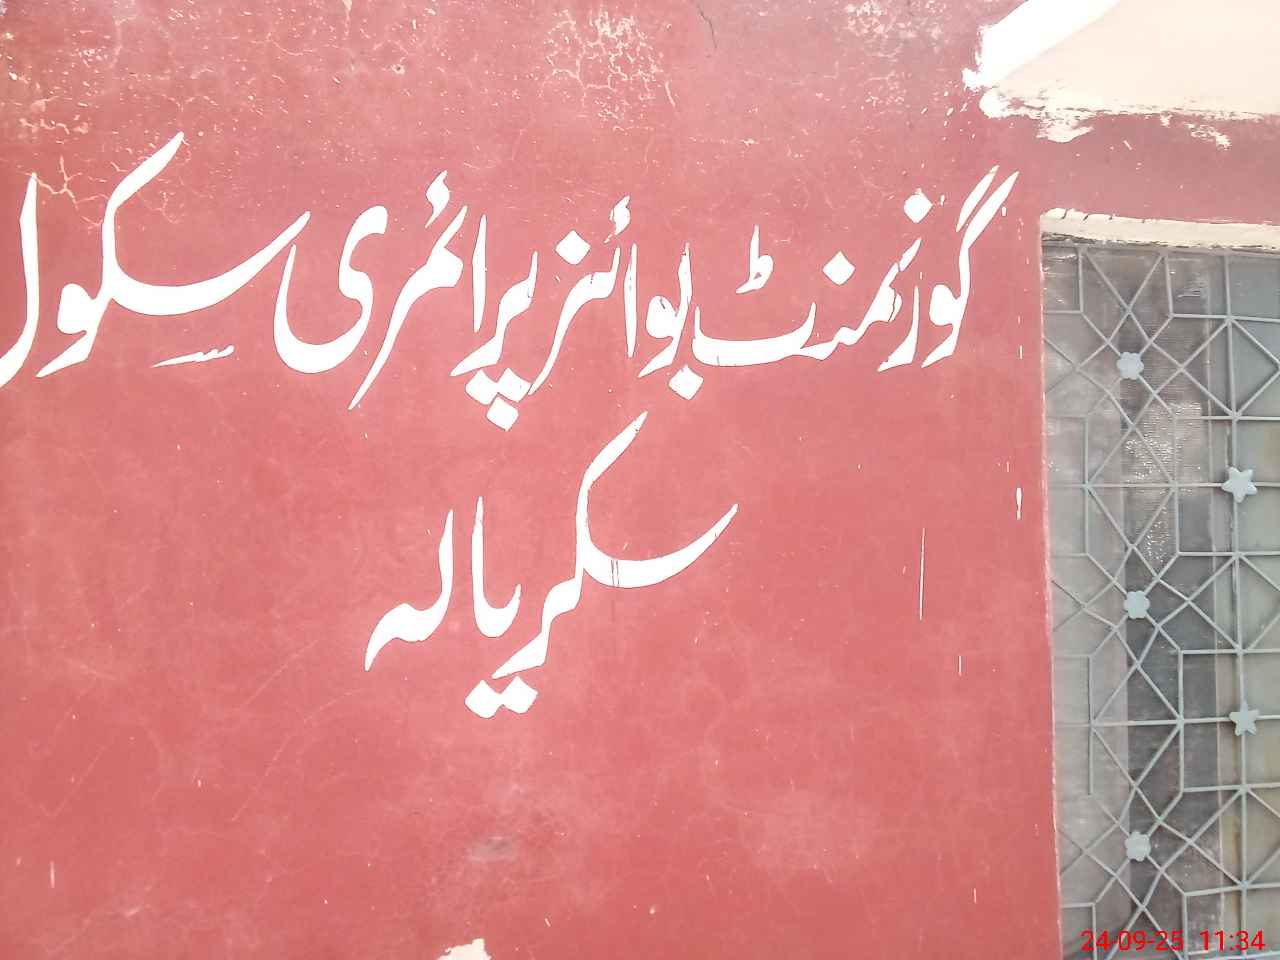 گورنمنٹ بوائز پرائمری سکول
سکریالہ
24-09-25 11:34